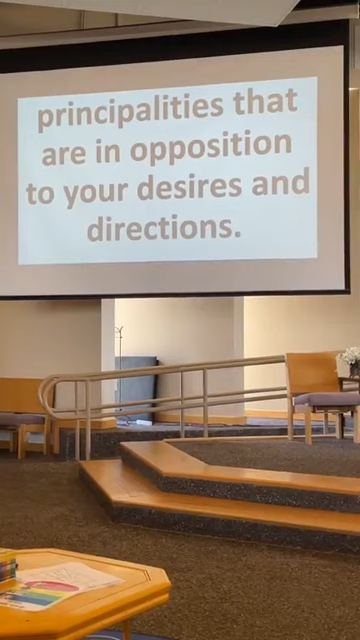 principalities that
are in opposition
to your desires and
directions.